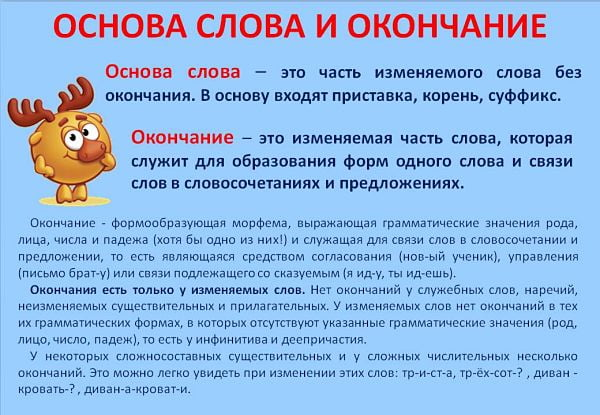 ОСНОВА СЛОВА И ОКОНЧАНИЕ
Основа слова – это часть изменяемого слова без
окончания. В основу входят приставка, корень, суффикс.
Окончание – это изменяемая часть слова, которая
служит для образования форм одного слова и связи
слов в словосочетаниях и предложениях.
Окончание - формообразующая морфема, выражающая грамматические значения рода,
лица, числа и падежа (хотя бы одно из них!) и служащая для связи слов в словосочетании и
предложении, то есть являющаяся средством согласования (нов-ый ученик), управления
(письмо брат-у) или связи подлежащего со сказуемым (я ид-у, ты ид-ешь).
Окончания есть только у изменяемых слов. Нет окончаний у служебных слов, наречий,
неизменяемых существительных и прилагательных. У изменяемых слов нет окончаний в тех
их грамматических формах, в которых отсутствуют указанные грамматические значения (род,
лицо, число, падеж), то есть у инфинитива и деепричастия.
У некоторых сложносоставных существительных и у сложных числительных несколько
окончаний. Это можно легко увидеть при изменении этих слов: тр-и-ст-а, тр-ёх-сот-? , диван -
кровать-? , диван-а-кроват-и.